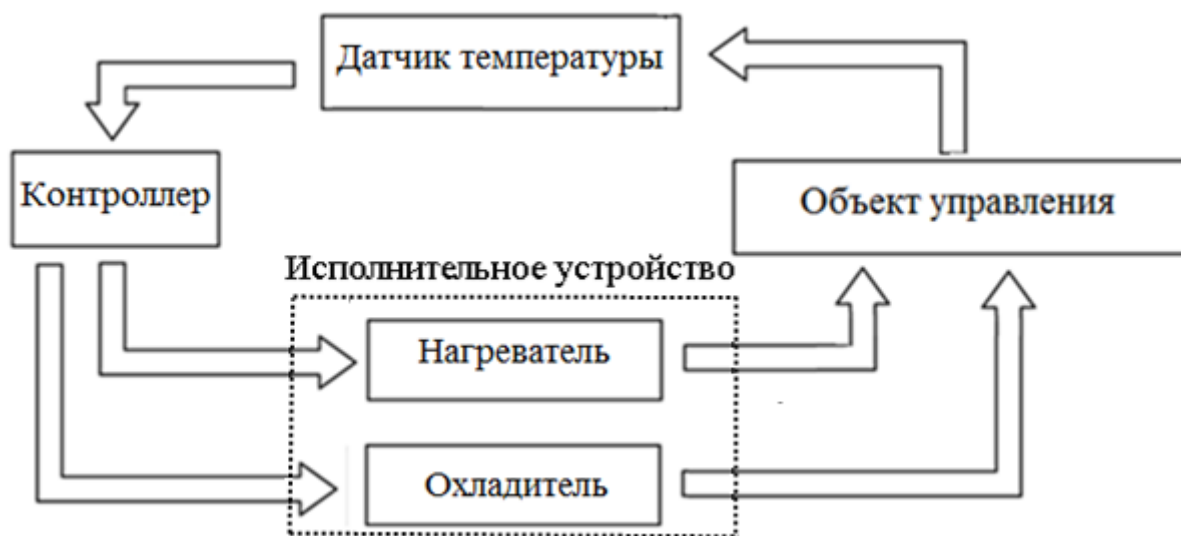 Датчик температуры
Контроллер
Объект управления
Исполнительное устройство
Нагреватель
Охладитель